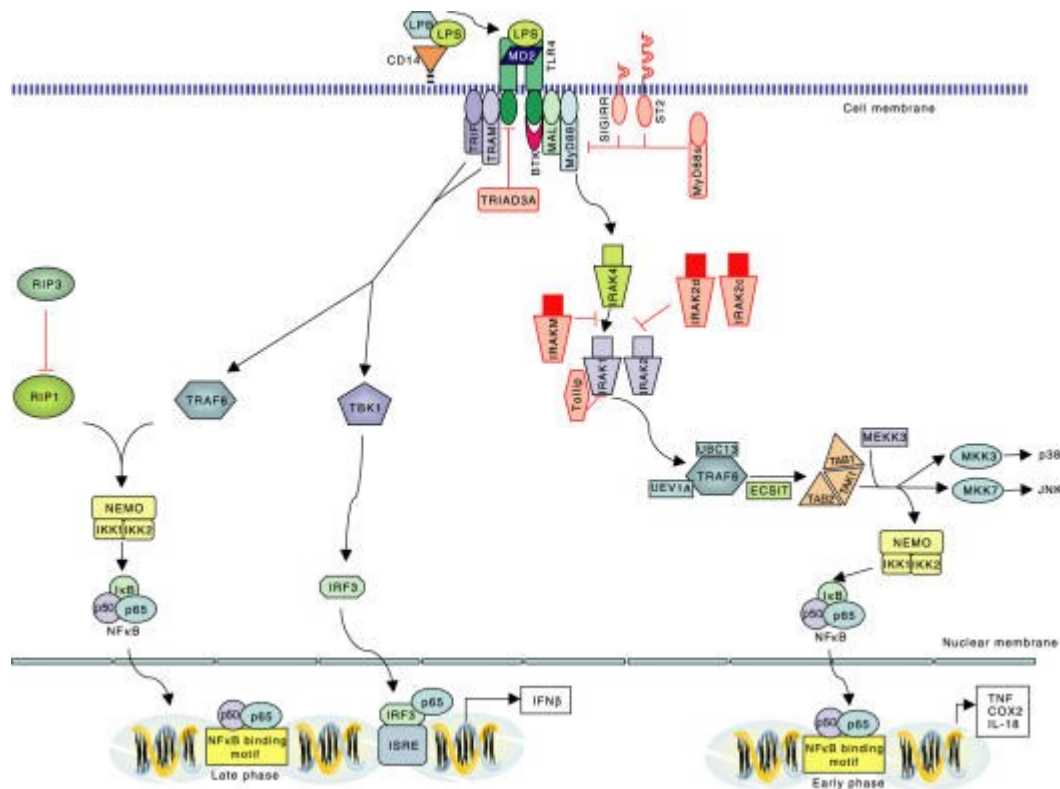 LPB
LPS
CD14
LPS
MD2
TLR4
SIGIRR
ST2
Cell membrane
TRIF
TRAM
BTK
MAL
MyD88
MyD88s
TRIAD3A
RIP3
IRAK4
IRAK2d
IRAK2c
IRAKM
IRAK1
IRAK2
RIP1
TRAF6
TBK1
Tollip
UBC13
MEKK3
UEV1A
TRAF6
ECSIT
TAB1
TAK1
TAB2
MKK3
p38
MKK7
JNK
NEMO
IKK1 IKK2
NEMO
IKK1 IKK2
IκB
p50 p65
NFκB
IRF3
IκB
p50 p65
NFκB
Nuclear membrane
p50 p65
NFκB binding
motif
Late phase
IRF3
p65
ISRE
IFNβ
p50 p65
NFκB binding
motif
Early phase
TNF
COX2
IL-18